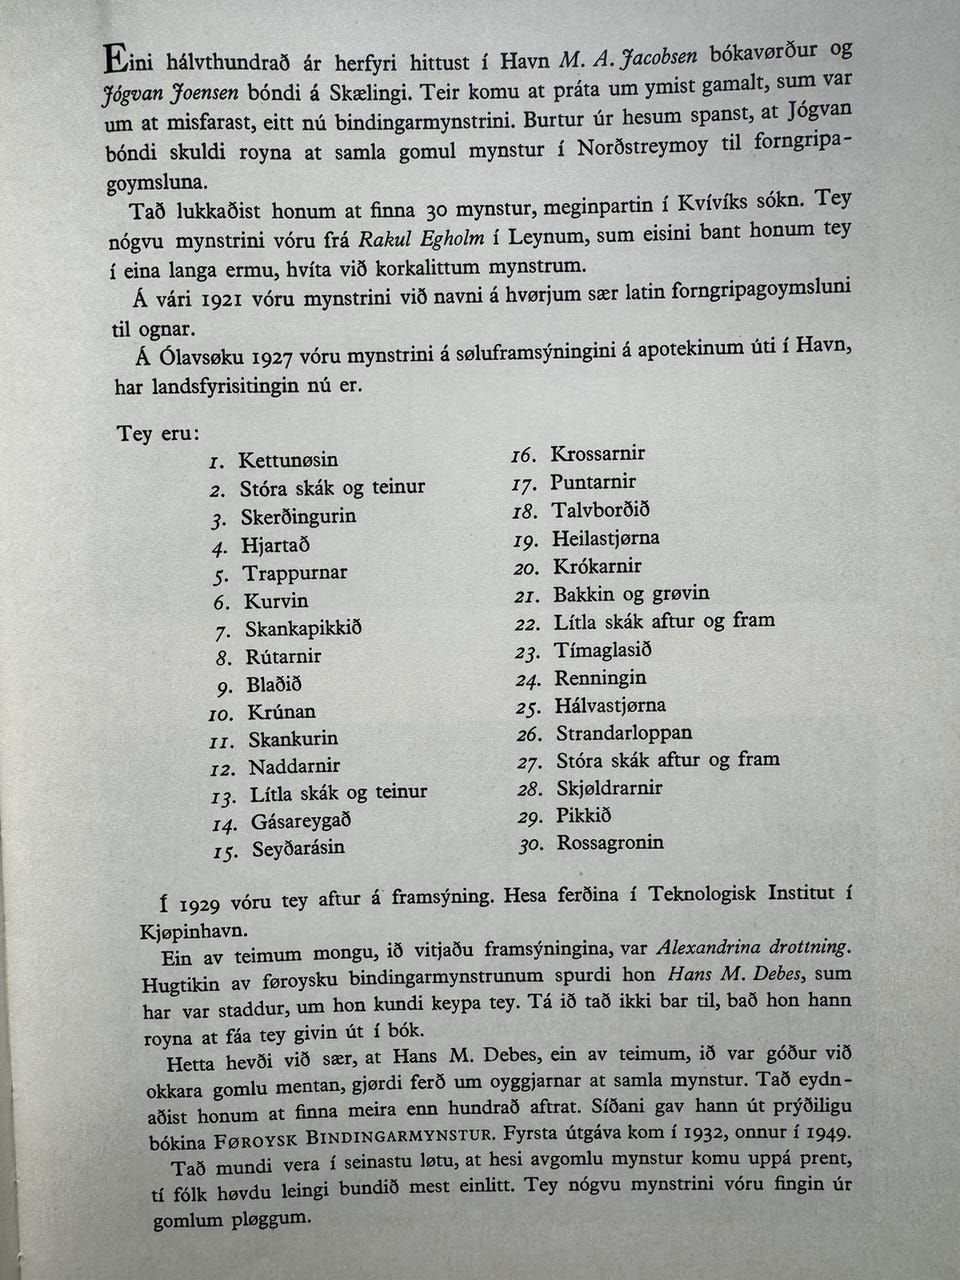 Eini hálvthundrað ár herfyri hittust í Havn M. A. Jacobsen bókavørður og
Jógvan Joensen bóndi á Skælingi. Teir komu at práta um ymist gamalt, sum var
um at misfarast, eitt nú bindingarmynstrini. Burtur úr hesum spanst, at Jógvan
bóndi skuldi royna at samla gomul mynstur í Norðstreymoy til forngripa-
goymsluna.
Tað lukkaðist honum at finna 30 mynstur, meginpartin í Kvívíks sókn. Tey
nógvu mynstrini vóru frá Rakul Egholm í Leynum, sum eisini bant honum tey
í eina langa ermu, hvíta við korkalittum mynstrum.
Á vári 1921 vóru mynstrini við navni á hvørjum sær latin forngripagoymsluni
til ognar.
Á Ólavsøku 1927 vóru mynstrini á søluframsýningini á apotekinum úti í Havn,
har landsfyrisitingin nú er.
Tey eru:
1. Kettunøsin
2. Stóra skák og teinur
3. Skerðingurin
4. Hjartað
5. Trappurnar
6. Kurvin
7. Skankapikkið
8. Rútarnir
9. Blaðið
10. Krúnan
11. Skankurin
12. Naddarnir
13. Lítla skák og teinur
14. Gásareygað
15. Seyðarásin
16. Krossarnir
17. Puntarnir
18. Talvborðið
19. Heilastjørna
20. Krókarnir
21. Bakkin og grøvin
22. Lítla skák aftur og fram
23. Tímaglasið
24. Renningin
25. Hálvastjørna
26. Strandarloppan
27. Stóra skák aftur og fram
28. Skjøldrarnir
29. Pikkið
30. Rossagronin
Í 1929 vóru tey aftur á framsýning. Hesa ferðina í Teknologisk Institut í
Kjøpinhavn.
Ein av teimum mongu, ið vitjaðu framsýningina, var Alexandrina drottning.
Hugtikin av føroysku bindingarmynstrunum spurdi hon Hans M. Debes, sum
har var staddur, um hon kundi keypa tey. Tá ið tað ikki bar til, bað hon hann
royna at fáa tey givin út í bók.
Hetta hevði við sær, at Hans M. Debes, ein av teimum, ið var góður við
okkara gomlu mentan, gjørdi ferð um oyggjarnar at samla mynstur. Tað eydn-
aðist honum at finna meira enn hundrað aftrat. Síðani gav hann út prýðiligu
bókina FØROYSK BINDINGARMYNSTUR. Fyrsta útgáva kom í 1932, onnur í 1949.
Tað mundi vera í seinastu løtu, at hesi avgomlu mynstur komu uppá prent,
tí fólk høvdu leingi bundið mest einlitt. Tey nógvu mynstrini vóru fingin úr
gomlum pløggum.